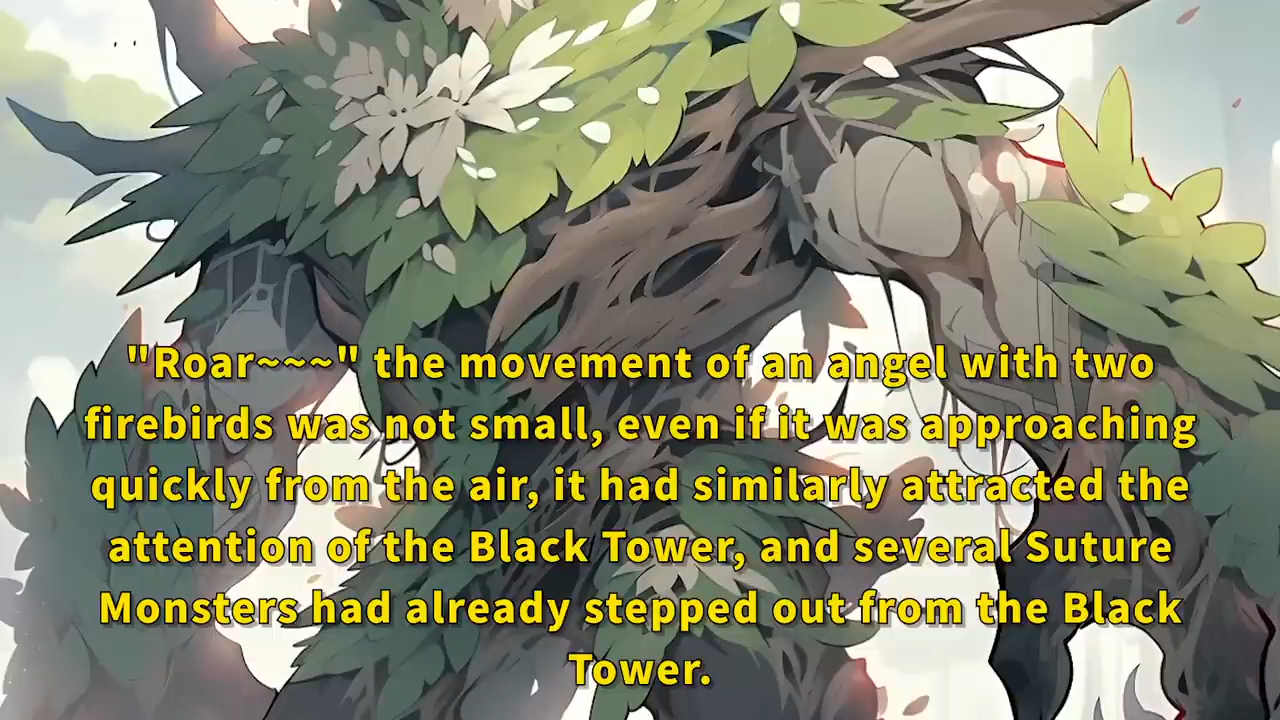 "Roar~~~" the movement of an angel with two
firebirds was not small, even if it was approaching
quickly from the air, it had similarly attracted the
attention of the Black Tower, and several Suture
Monsters had already stepped out from the Black
Tower.